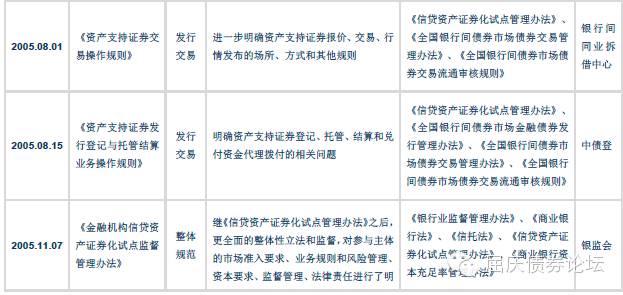 2005.08.01
《资产支持证券交
易操作规则》
发行
交易
进一步明确资产支持证券报价、交易、行
情发布的场所、方式和其他规则
《信贷资产证券化试点管理办法》、
《全国银行间债券市场债券交易管
理办法》、《全国银行间债券市场债
券交易流通审核规则》
银行间
同业拆
借中心
2005.08.15
《资产支持证券发
行登记与托管结算
业务操作规则》
发行
交易
明确资产支持证券登记、托管、结算和兑
付资金代理拨付的相关问题
《信贷资产证券化试点管理办法》、
《全国银行间债券市场金融债券发
行管理办法》、《全国银行间债券市
场债券交易管理办法》、《全国银行
间债券市场债券交易流通审核规则》
中债登
2005.11.07
《金融机构信贷资
产证券化试点监督
管理办法》
整体
规范
继《信贷资产证券化试点管理办法》之后，
更全面的整体性立法和监督，对参与主体
的市场准入要求、业务规则和风险管理、
资本要求、监督管理、法律责任进行了明
《银行业监督管理办法》、《商业银
行法》、《信托法》、《信贷资产证
券化试点管理办法》、《商业银行资
本充足率管理办法》
银监会
屈庆债券论坛